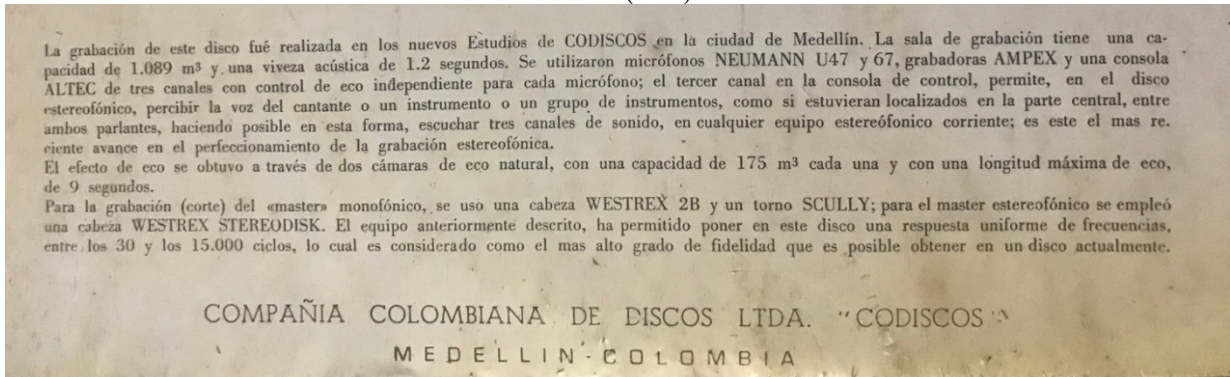 La grabación de este disco fué realizada en los nuevos Estudios de CODISCOS en la ciudad de Medellín. La sala de grabación tiene una ca-
pacidad de 1.089 m³ y una viveza acústica de 1.2 segundos. Se utilizaron micrófonos NEUMANN U47 y 67, grabadoras AMPEX y una consola
ALTEC de tres canales con control de eco independiente para cada micrófono; el tercer canal en la consola de control, permite, en el disco
estereofónico, percibir la voz del cantante o un instrumento o un grupo de instrumentos, como si estuvieran localizados en la parte central, entre
ambos parlantes, haciendo posible en esta forma, escuchar tres canales de sonido, en cualquier equipo estereófonico corriente; es este el mas re.
ciente avance en el perfeccionamiento de la grabación estereofónica.
El efecto de eco se obtuvo a través de dos cámaras de eco natural, con una capacidad de 175 m³ cada una y con una longitud máxima de eco,
de 9 segundos.
Para la grabación (corte) del «master» monofónico, se uso una cabeza WESTREX 2B y un torno SCULLY; para el master estereofónico se empleó
una cabeza WESTREX STEREODISK. El equipo anteriormente descrito, ha permitido poner en este disco una respuesta uniforme de frecuencias,
entre los 30 y los 15.000 ciclos, lo cual es considerado como el mas alto grado de fidelidad que es posible obtener en un disco actualmente.
COMPAÑIA COLOMBIANA DE DISCOS LTDA. "CODISCOS"
MEDELLIN-COLOMBIA